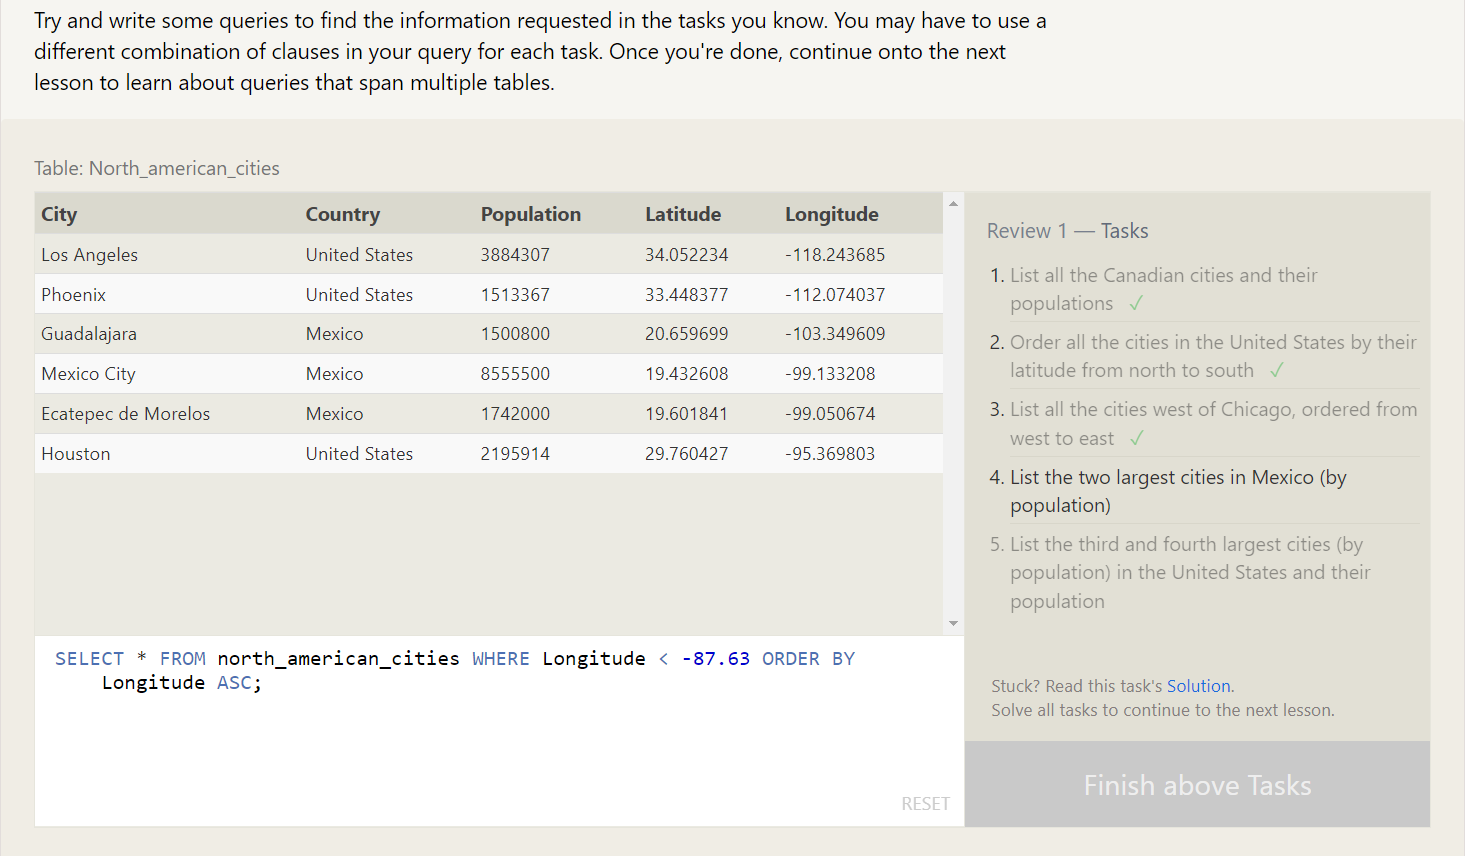 Try and write some queries to find the information requested in the tasks you know. You may have to use a
different combination of clauses in your query for each task. Once you're done, continue onto the next
lesson to learn about queries that span multiple tables.
Table: North_american_cities
City Country Population Latitude Longitude
Los Angeles United States 3884307 34.052234 -118.243685
Phoenix United States 1513367 33.448377 -112.074037
Guadalajara Mexico 1500800 20.659699 -103.349609
Mexico City Mexico 8555500 19.432608 -99.133208
Ecatepec de Morelos Mexico 1742000 19.601841 -99.050674
Houston United States 2195914 29.760427 -95.369803
SELECT * FROM north_american_cities WHERE Longitude < -87.63 ORDER BY
Longitude ASC;
RESET
Review 1 — Tasks
1. List all the Canadian cities and their
populations ✓
2. Order all the cities in the United States by their
latitude from north to south ✓
3. List all the cities west of Chicago, ordered from
west to east ✓
4. List the two largest cities in Mexico (by
population)
5. List the third and fourth largest cities (by
population) in the United States and their
population
Stuck? Read this task's Solution.
Solve all tasks to continue to the next lesson.
Finish above Tasks